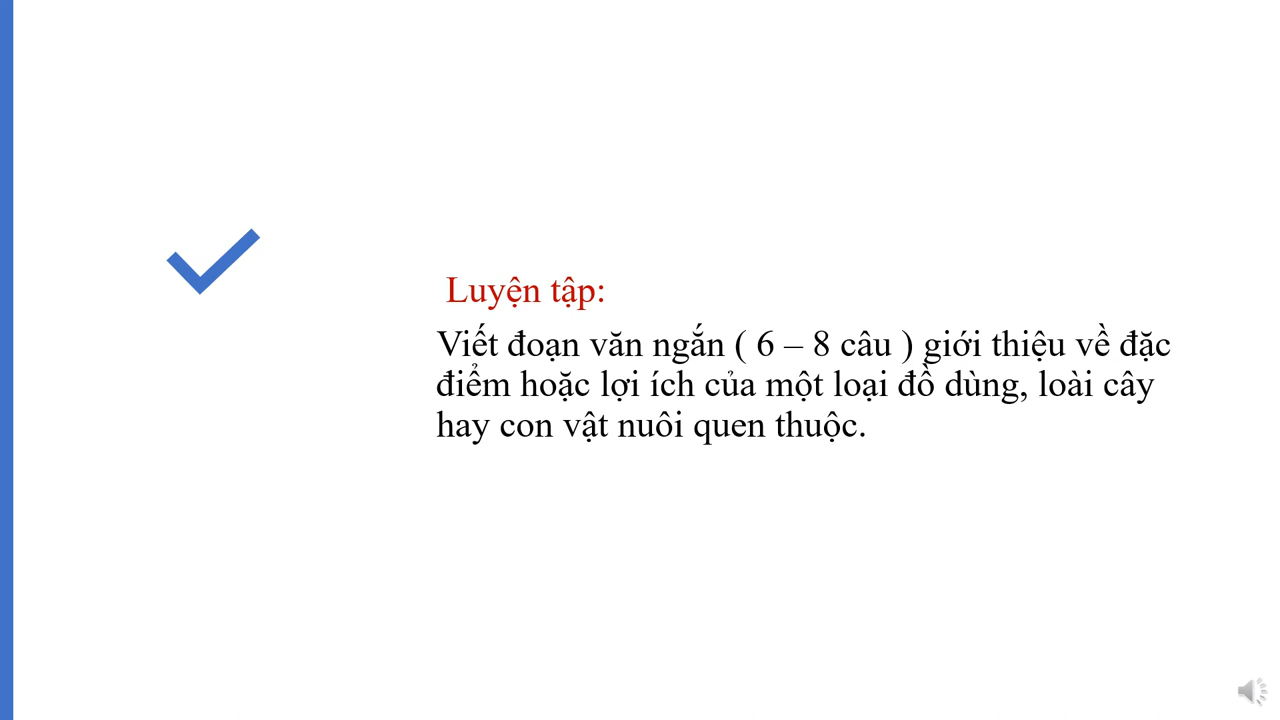 Luyện tập:
Viết đoạn văn ngắn ( 6 – 8 câu ) giới thiệu về đặc
điểm hoặc lợi ích của một loại đồ dùng, loài cây
hay con vật nuôi quen thuộc.